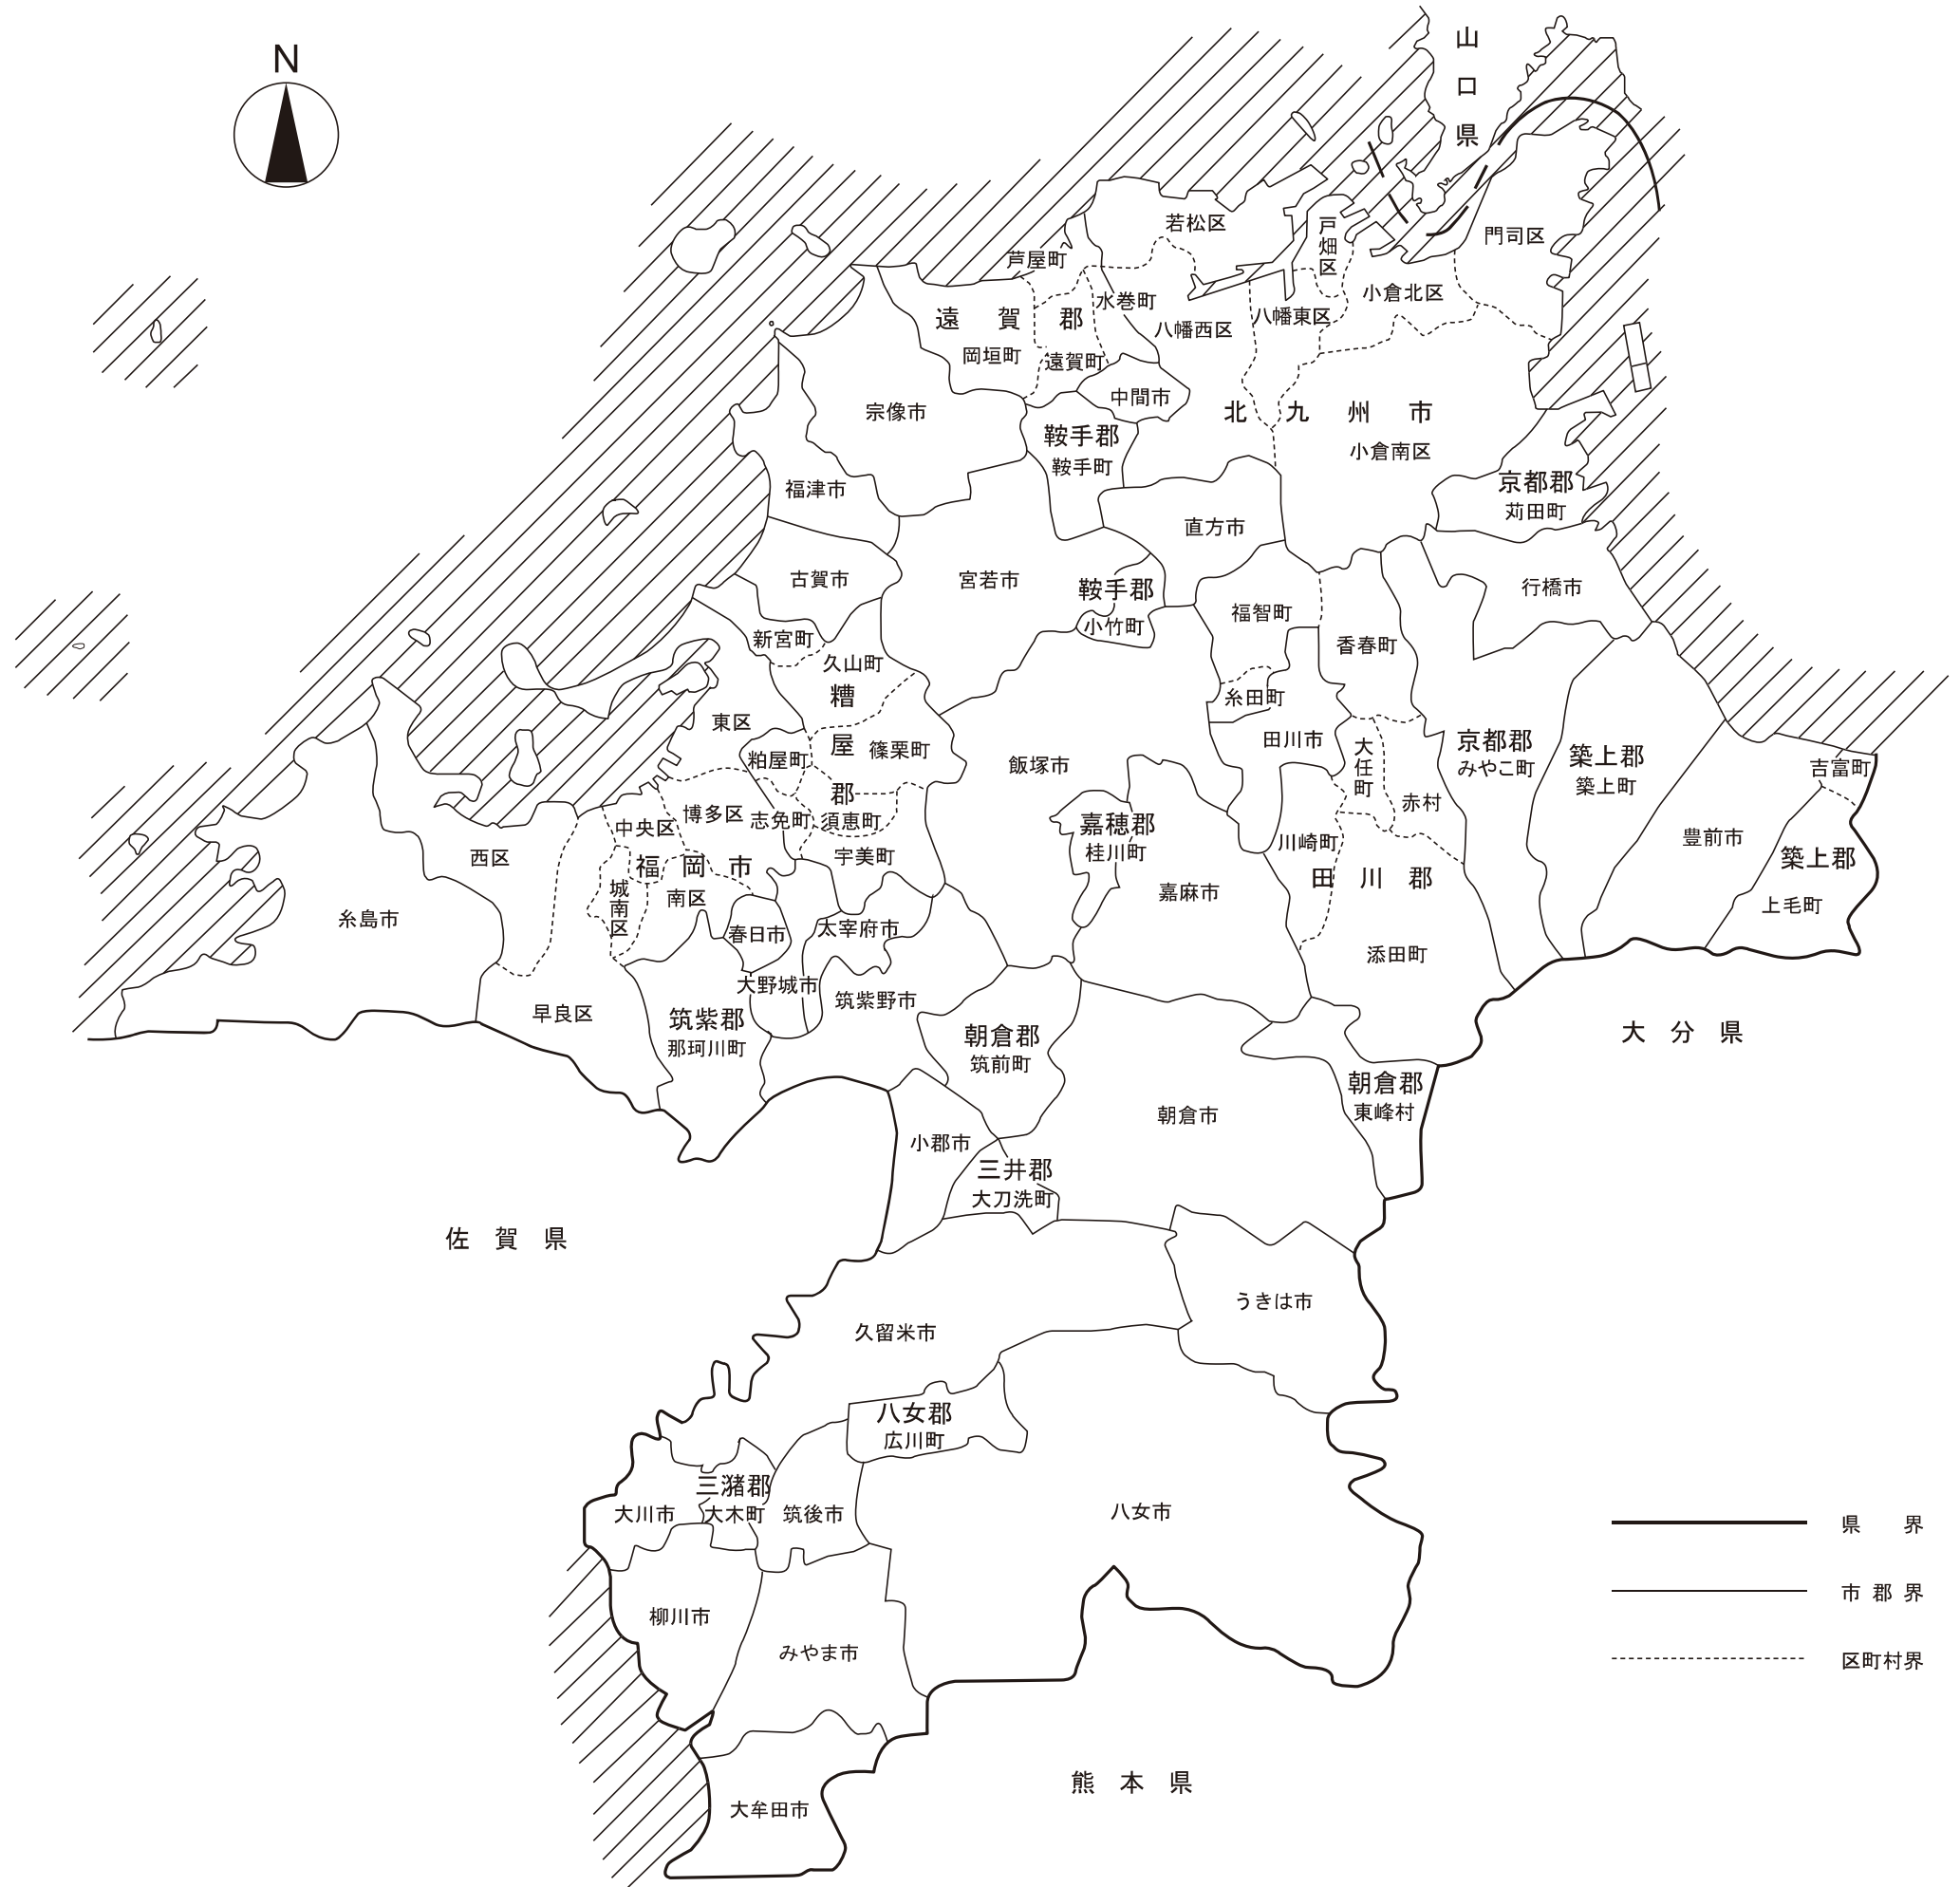 N
山口県
若松区
戸畑区
門司区
芦屋町
水巻町
小倉北区
遠賀郡
八幡西区
八幡東区
岡垣町
遠賀町
中間市
宗像市
北九州市
鞍手郡
鞍手町
小倉南区
福津市
京都郡
苅田町
直方市
古賀市
宮若市
鞍手郡
小竹町
福智町
行橋市
新宮町
香春町
久山町
糟屋郡
糸田町
東区
篠栗町
粕屋町
飯塚市
田川市
大任町
京都郡
みやこ町
築上郡
築上町
吉富町
赤村
中央区
博多区
志免町
須恵町
嘉穂郡
桂川町
川崎町
豊前市
西区
福岡市
宇美町
築上郡
上毛町
城南区
南区
嘉麻市
田川郡
糸島市
春日市
太宰府市
添田町
大野城市
筑紫野市
早良区
筑紫郡
那珂川町
朝倉郡
筑前町
大分県
朝倉郡
東峰村
朝倉市
小郡市
三井郡
大刀洗町
佐賀県
うきは市
久留米市
八女郡
広川町
三潴郡
大木町
大川市
筑後市
八女市
柳川市
みやま市
熊本県
大牟田市
県界
市郡界
区町村界